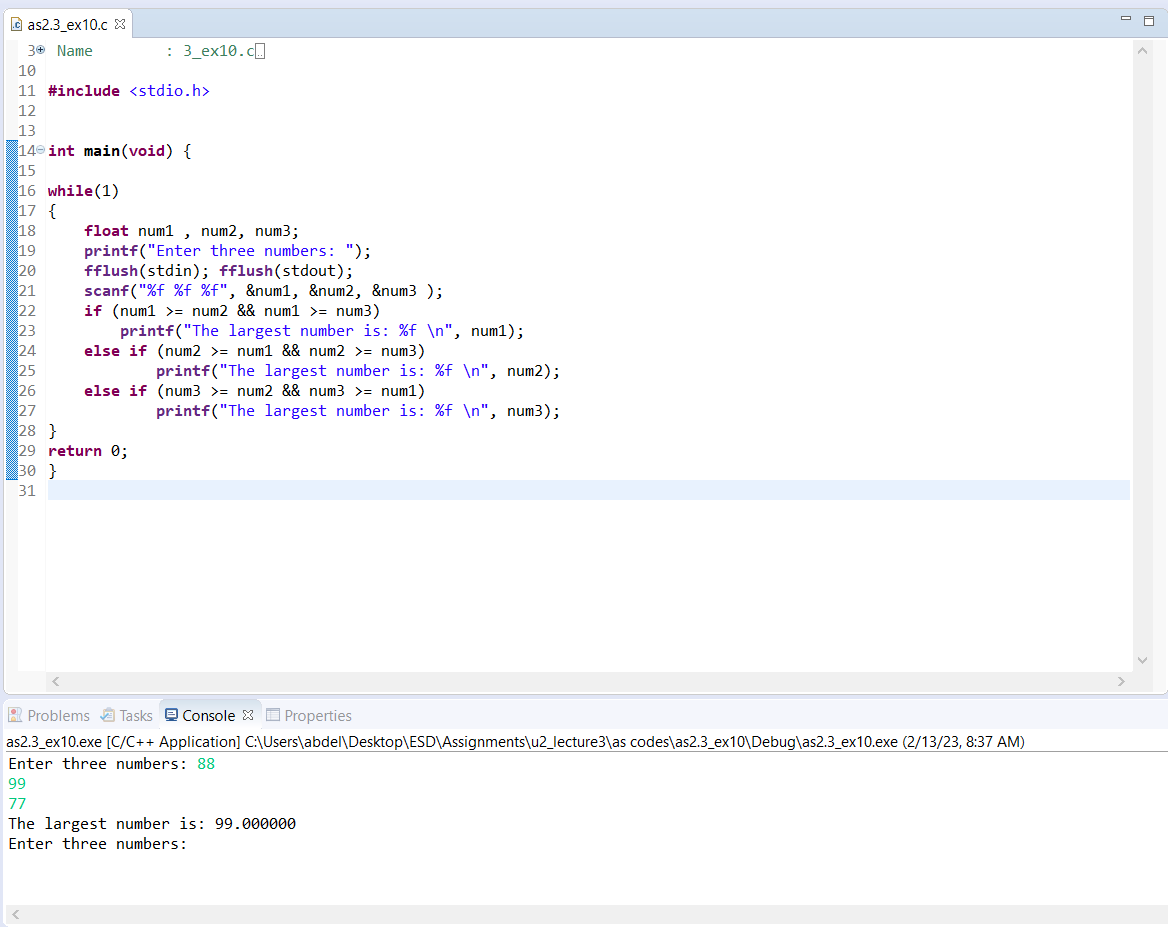 as2.3_ex10.c
3 Name        : 3_ex10.c
10
11 #include <stdio.h>
12
13
14 int main(void) {
15
16 while(1)
17 {
18     float num1 , num2, num3;
19     printf("Enter three numbers: ");
20     fflush(stdin); fflush(stdout);
21     scanf("%f %f %f", &num1, &num2, &num3 );
22     if (num1 >= num2 && num1 >= num3)
23         printf("The largest number is: %f \n", num1);
24     else if (num2 >= num1 && num2 >= num3)
25             printf("The largest number is: %f \n", num2);
26     else if (num3 >= num2 && num3 >= num1)
27             printf("The largest number is: %f \n", num3);
28 }
29 return 0;
30 }
31
Problems Tasks Console Properties
as2.3_ex10.exe [C/C++ Application] C:\Users\abdel\Desktop\ESD\Assignments\u2_lecture3\as codes\as2.3_ex10\Debug\as2.3_ex10.exe (2/13/23, 8:37 AM)
Enter three numbers: 88
99
77
The largest number is: 99.000000
Enter three numbers: